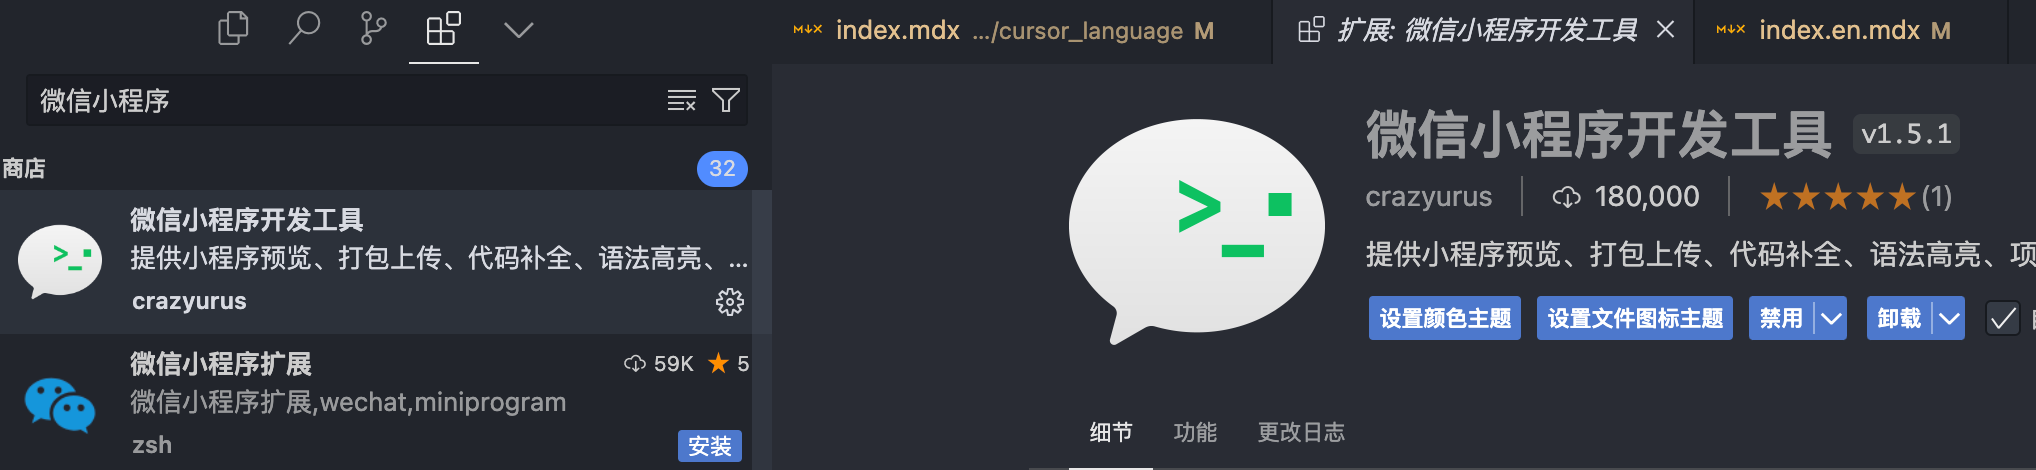 微信小程序
商店
32
微信小程序开发工具
提供小程序预览、打包上传、代码补全、语法高亮、...
crazyurus
微信小程序扩展 59K 5
微信小程序扩展,wechat,miniprogram
zsh 安装
index.mdx .../cursor_language M 扩展: 微信小程序开发工具 index.en.mdx M
微信小程序开发工具 v1.5.1
crazyurus 180,000 (1)
提供小程序预览、打包上传、代码补全、语法高亮、项
设置颜色主题 设置文件图标主题 禁用 卸载
细节 功能 更改日志